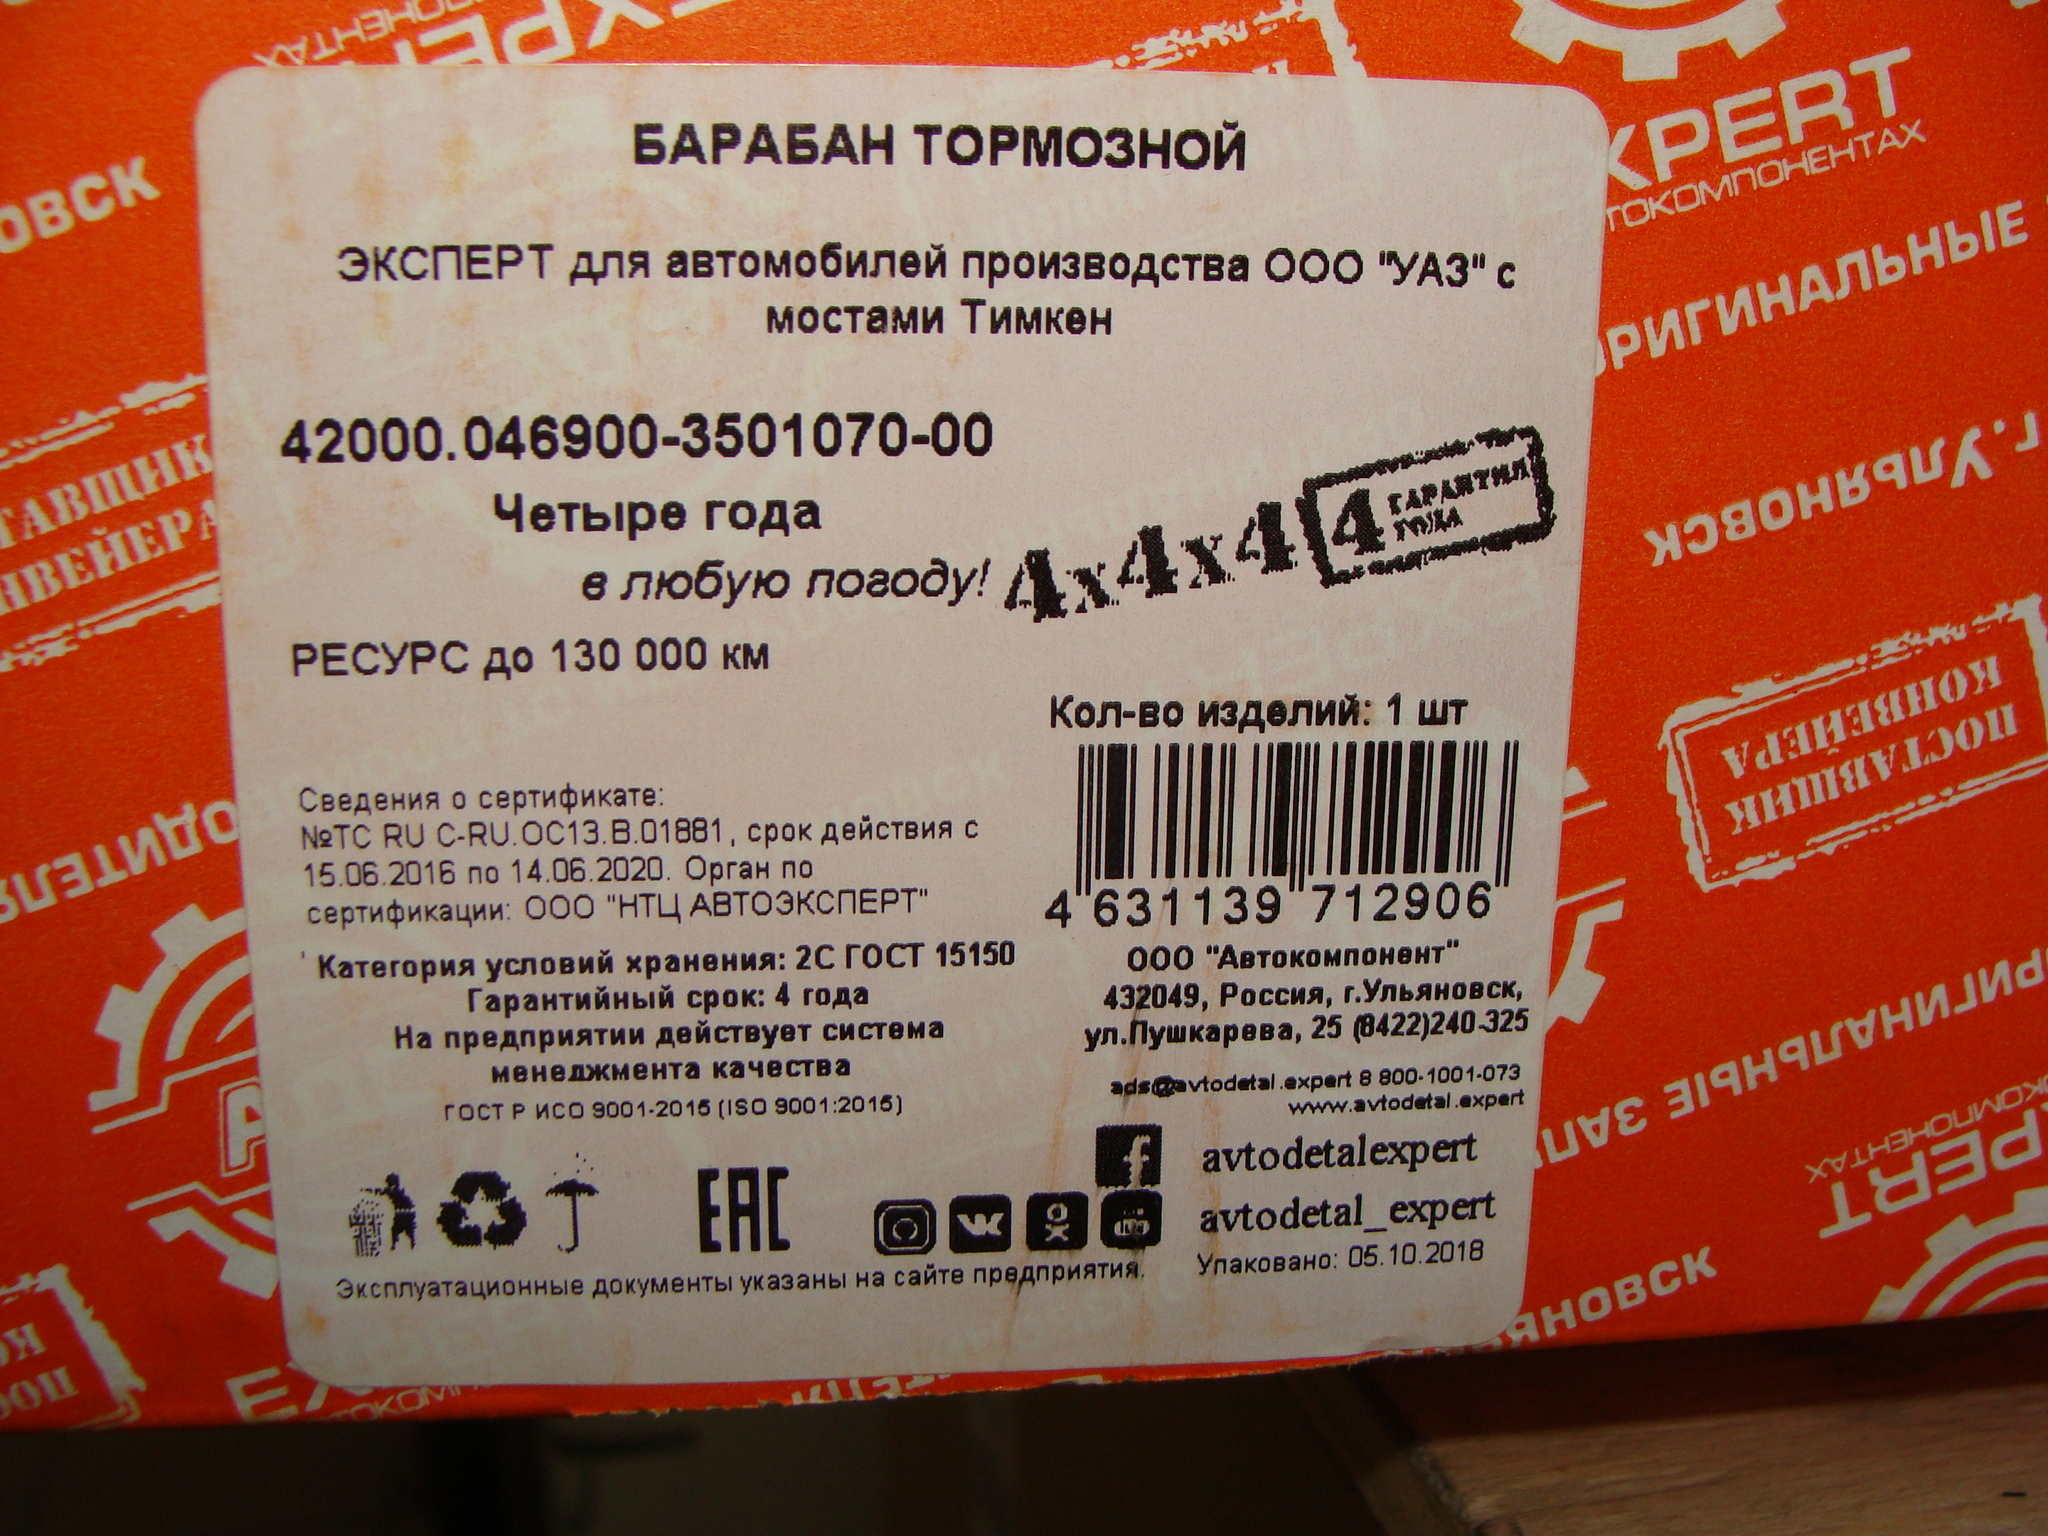 БАРАБАН ТОРМОЗНОЙ
ЭКСПЕРТ для автомобилей производства ООО "УАЗ" с
мостами Тимкен
42000.046900-3501070-00
Четыре года
в любую погоду!
4х4х4
4 ГАРАНТИЯ
ГОДА
РЕСУРС до 130 000 км
Кол-во изделий: 1 шт
4 631139 712906
Сведения о сертификате:
№ТС RU C-RU.ОС13.В.01881, срок действия с
15.06.2016 по 14.06.2020. Орган по
сертификации: ООО "НТЦ АВТОЭКСПЕРТ"
Категория условий хранения: 2С ГОСТ 15150
Гарантийный срок: 4 года
На предприятии действует система
менеджмента качества
ГОСТ Р ИСО 9001-2015 (ISO 9001:2015)
ООО "Автокомпонент"
432049, Россия, г.Ульяновск,
ул.Пушкарева, 25 (8422)240-325
ads@avtodetal.expert 8 800-1001-073
www.avtodetal.expert
avtodetalexpert
avtodetal_expert
Упаковано: 05.10.2018
EAC
Эксплуатационные документы указаны на сайте предприятия.
EXPERT
ТОКОМПОНЕНТАХ
ОРИГИНАЛЬНЫЕ
г. Ульяновск
ПОСТАВЩИК
КОНВЕЙЕРА
ОРИГИНАЛЬНЫЕ ЗАП